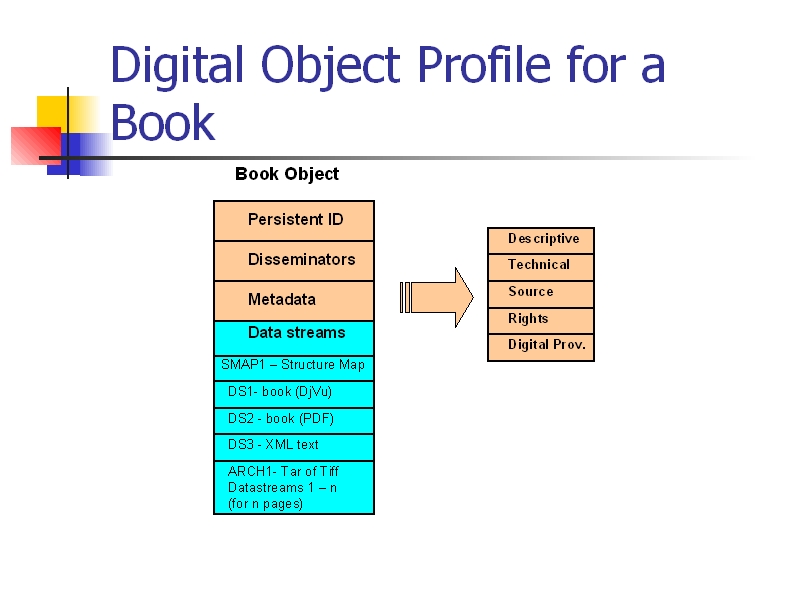 Digital Object Profile for a
Book
Book Object
Persistent ID
Disseminators
Metadata
Data streams
SMAP1 – Structure Map
DS1- book (DjVu)
DS2 - book (PDF)
DS3 - XML text
ARCH1- Tar of Tiff
Datastreams 1 – n
(for n pages)
Descriptive
Technical
Source
Rights
Digital Prov.